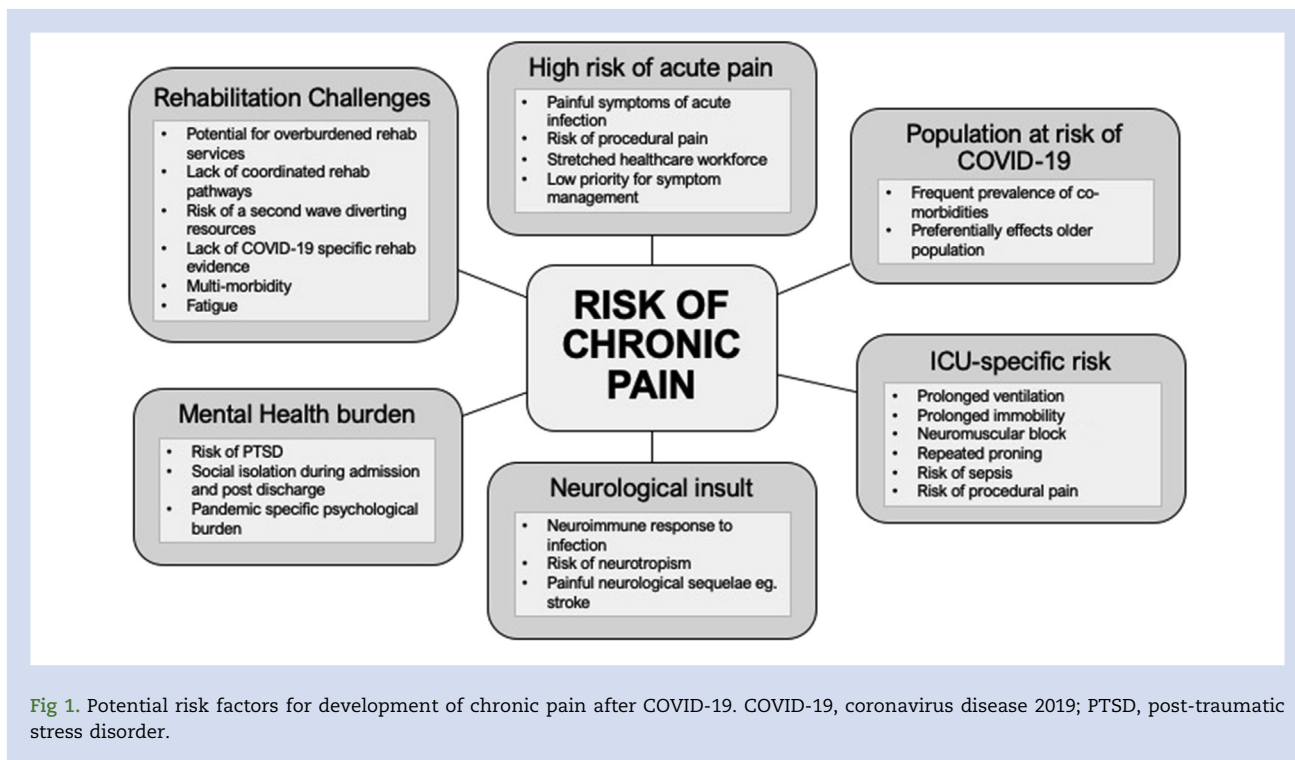 Rehabilitation Challenges
• Potential for overburdened rehab
services
• Lack of coordinated rehab
pathways
• Risk of a second wave diverting
resources
• Lack of COVID-19 specific rehab
evidence
• Multi-morbidity
• Fatigue
High risk of acute pain
• Painful symptoms of acute
infection
• Risk of procedural pain
• Stretched healthcare workforce
• Low priority for symptom
management
Population at risk of
COVID-19
• Frequent prevalence of co-
morbidities
• Preferentially effects older
population
RISK OF
CHRONIC
PAIN
ICU-specific risk
• Prolonged ventilation
• Prolonged immobility
• Neuromuscular block
• Repeated proning
• Risk of sepsis
• Risk of procedural pain
Mental Health burden
• Risk of PTSD
• Social isolation during admission
and post discharge
• Pandemic specific psychological
burden
Neurological insult
• Neuroimmune response to
infection
• Risk of neurotropism
• Painful neurological sequelae eg.
stroke
Fig 1. Potential risk factors for development of chronic pain after COVID-19. COVID-19, coronavirus disease 2019; PTSD, post-traumatic
stress disorder.